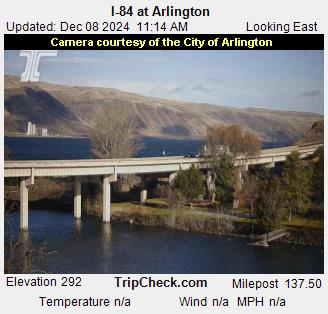 I-84 at Arlington
Updated: Dec 08 2024 11:14 AM Looking East
Camera courtesy of the City of Arlington
Elevation 292 TripCheck.com Milepost 137.50
Temperature n/a Wind n/a MPH n/a